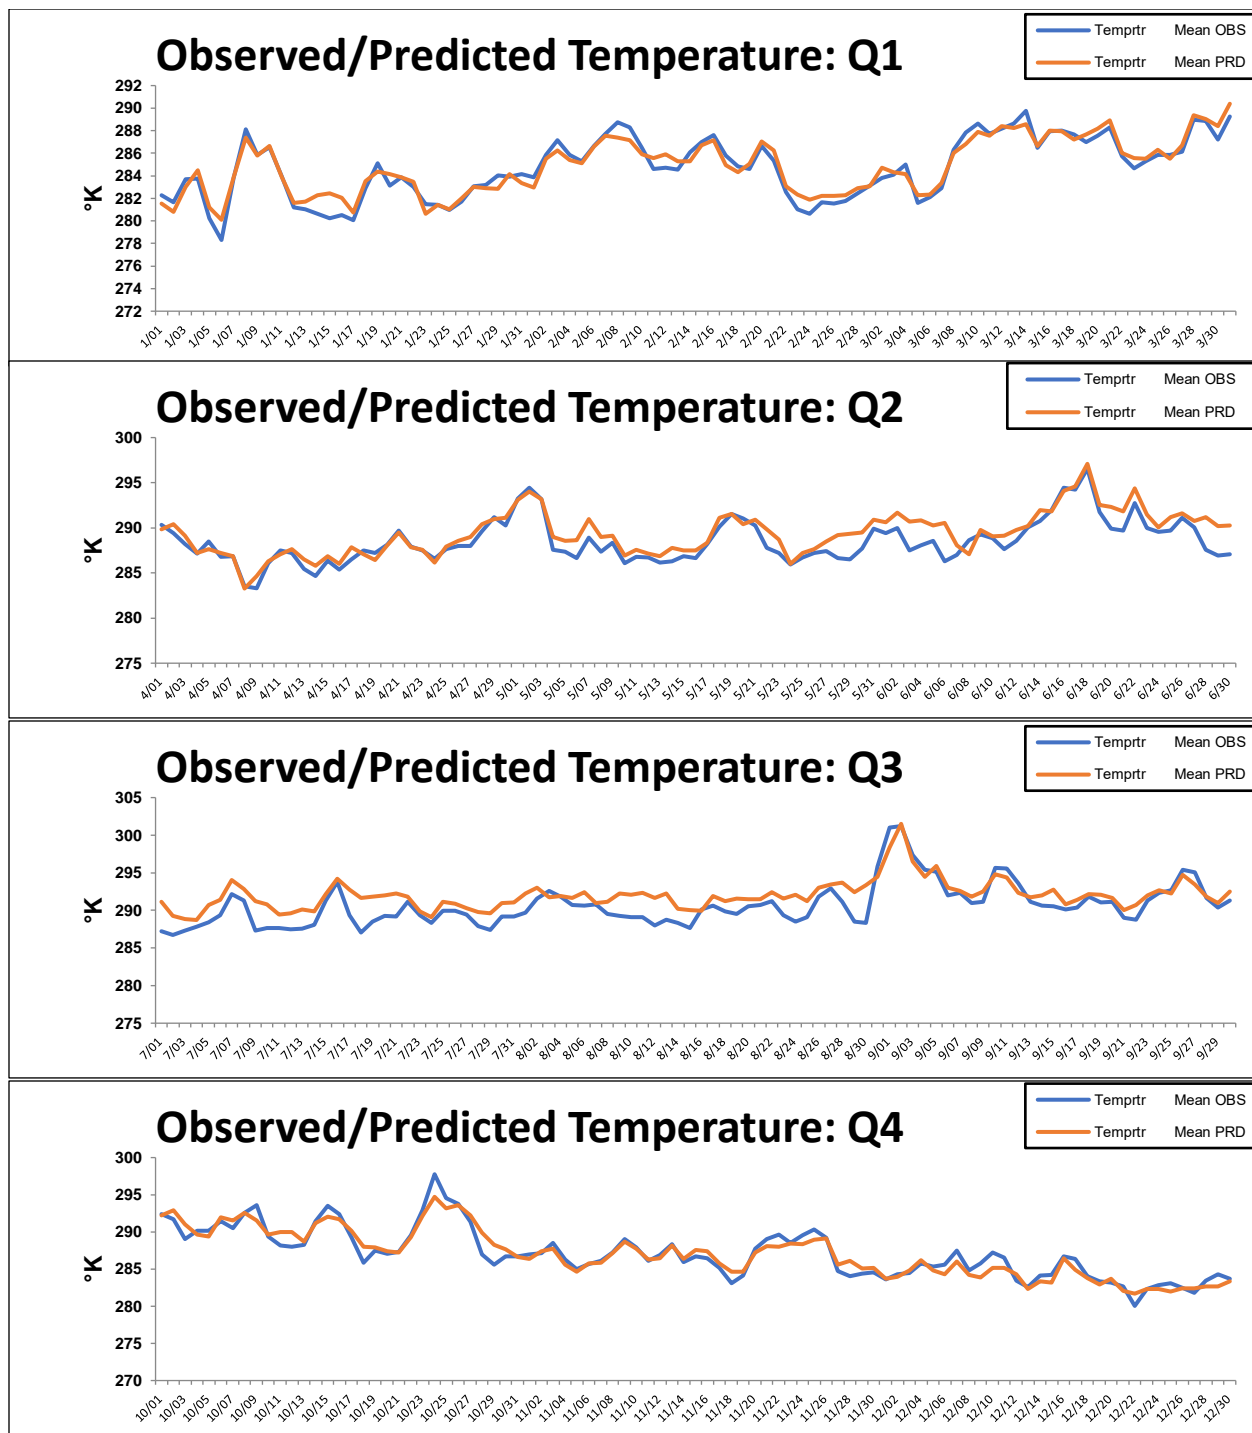 Observed/Predicted Temperature: Q1
Temprtr Mean OBS
Temprtr Mean PRD
°K
292
290
288
286
284
282
280
278
276
274
272
1/01 1/03 1/05 1/07 1/09 1/11 1/13 1/15 1/17 1/19 1/21 1/23 1/25 1/27 1/29 1/31 2/02 2/04 2/06 2/08 2/10 2/12 2/14 2/16 2/18 2/20 2/22 2/24 2/26 2/28 3/02 3/04 3/06 3/08 3/10 3/12 3/14 3/16 3/18 3/20 3/22 3/24 3/26 3/28 3/30
Observed/Predicted Temperature: Q2
Temprtr Mean OBS
Temprtr Mean PRD
°K
300
295
290
285
280
275
4/01 4/03 4/05 4/07 4/09 4/11 4/13 4/15 4/17 4/19 4/21 4/23 4/25 4/27 4/29 5/01 5/03 5/05 5/07 5/09 5/11 5/13 5/15 5/17 5/19 5/21 5/23 5/25 5/27 5/29 5/31 6/02 6/04 6/06 6/08 6/10 6/12 6/14 6/16 6/18 6/20 6/22 6/24 6/26 6/28 6/30
Observed/Predicted Temperature: Q3
Temprtr Mean OBS
Temprtr Mean PRD
°K
305
300
295
290
285
280
275
7/01 7/03 7/05 7/07 7/09 7/11 7/13 7/15 7/17 7/19 7/21 7/23 7/25 7/27 7/29 7/31 8/02 8/04 8/06 8/08 8/10 8/12 8/14 8/16 8/18 8/20 8/22 8/24 8/26 8/28 8/30 9/01 9/03 9/05 9/07 9/09 9/11 9/13 9/15 9/17 9/19 9/21 9/23 9/25 9/27 9/29
Observed/Predicted Temperature: Q4
Temprtr Mean OBS
Temprtr Mean PRD
°K
300
295
290
285
280
275
270
10/01 10/03 10/05 10/07 10/09 10/11 10/13 10/15 10/17 10/19 10/21 10/23 10/25 10/27 10/29 10/31 11/02 11/04 11/06 11/08 11/10 11/12 11/14 11/16 11/18 11/20 11/22 11/24 11/26 11/28 11/30 12/02 12/04 12/06 12/08 12/10 12/12 12/14 12/16 12/18 12/20 12/22 12/24 12/26 12/28 12/30